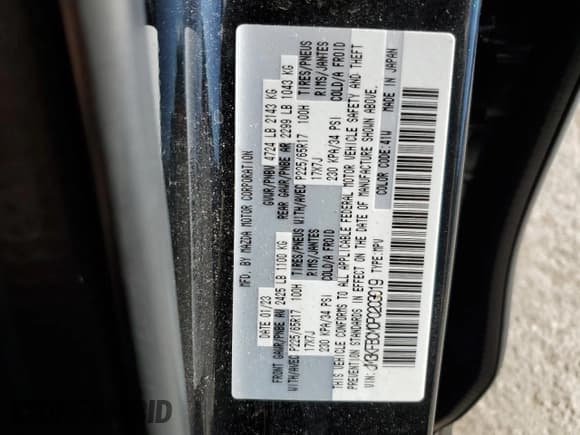 MFD. BY MAZDA MOTOR CORPORATION
DATE 01/23 GVWR/PNBV 4724 LB 2143 KG
FRONT GAWR/PNBE AV 2425 LB 1100 KG REAR GAWR/PNBE AR 2299 LB 1043 KG
WITH/AVEC P225/65R17 100H TIRES/PNEUS WITH/AVEC P225/65R17 100H TIRES/PNEUS
17X7J RIMS/JANTES 17X7J RIMS/JANTES
230 KPA/34 PSI COLD/A FROID 230 KPA/34 PSI COLD/A FROID
THIS VEHICLE CONFORMS TO ALL APPLICABLE FEDERAL MOTOR VEHICLE SAFETY AND THEFT
PREVENTION STANDARDS IN EFFECT ON THE DATE OF MANUFACTURE SHOWN ABOVE.
VIN: JM3KFBCM0P0203019 TYPE:MPV COLOR CODE:41W MADE IN JAPAN